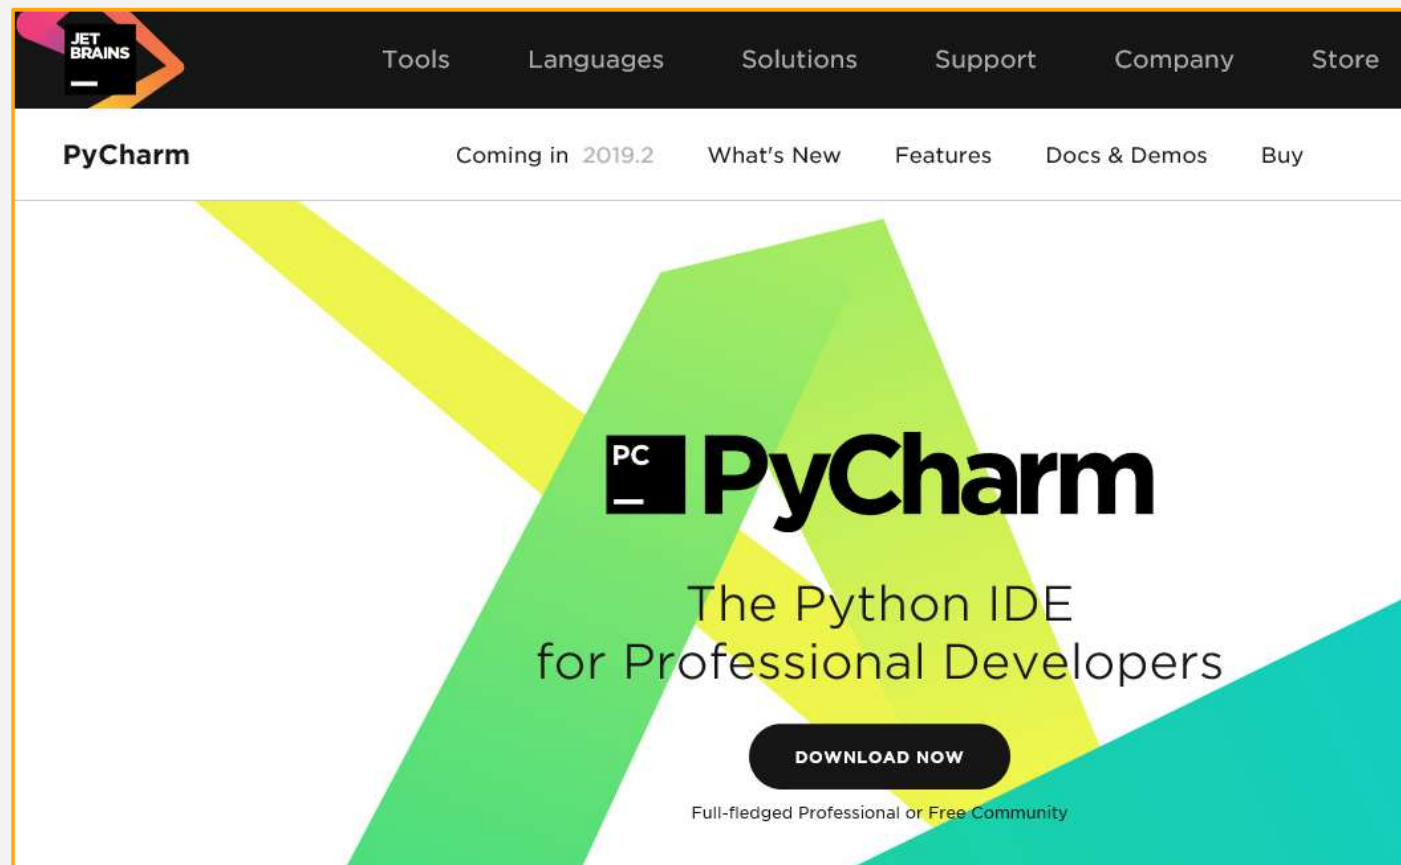 JET
BRAINS
Tools Languages Solutions Support Company Store
PyCharm Coming in 2019.2 What's New Features Docs & Demos Buy
PC PyCharm
The Python IDE
for Professional Developers
DOWNLOAD NOW
Full-fledged Professional or Free Community